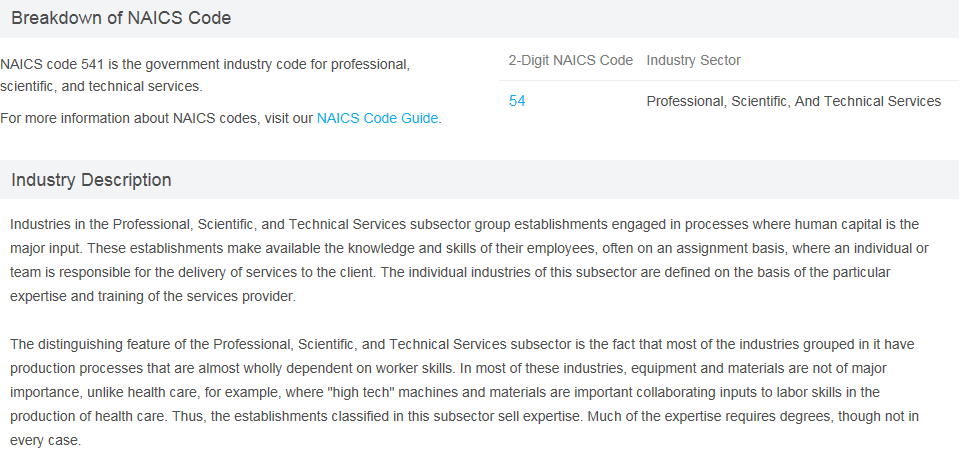 Breakdown of NAICS Code
NAICS code 541 is the government industry code for professional,
scientific, and technical services.
For more information about NAICS codes, visit our NAICS Code Guide.
2-Digit NAICS Code Industry Sector
54 Professional, Scientific, And Technical Services
Industry Description
Industries in the Professional, Scientific, and Technical Services subsector group establishments engaged in processes where human capital is the
major input. These establishments make available the knowledge and skills of their employees, often on an assignment basis, where an individual or
team is responsible for the delivery of services to the client. The individual industries of this subsector are defined on the basis of the particular
expertise and training of the services provider.
The distinguishing feature of the Professional, Scientific, and Technical Services subsector is the fact that most of the industries grouped in it have
production processes that are almost wholly dependent on worker skills. In most of these industries, equipment and materials are not of major
importance, unlike health care, for example, where "high tech" machines and materials are important collaborating inputs to labor skills in the
production of health care. Thus, the establishments classified in this subsector sell expertise. Much of the expertise requires degrees, though not in
every case.